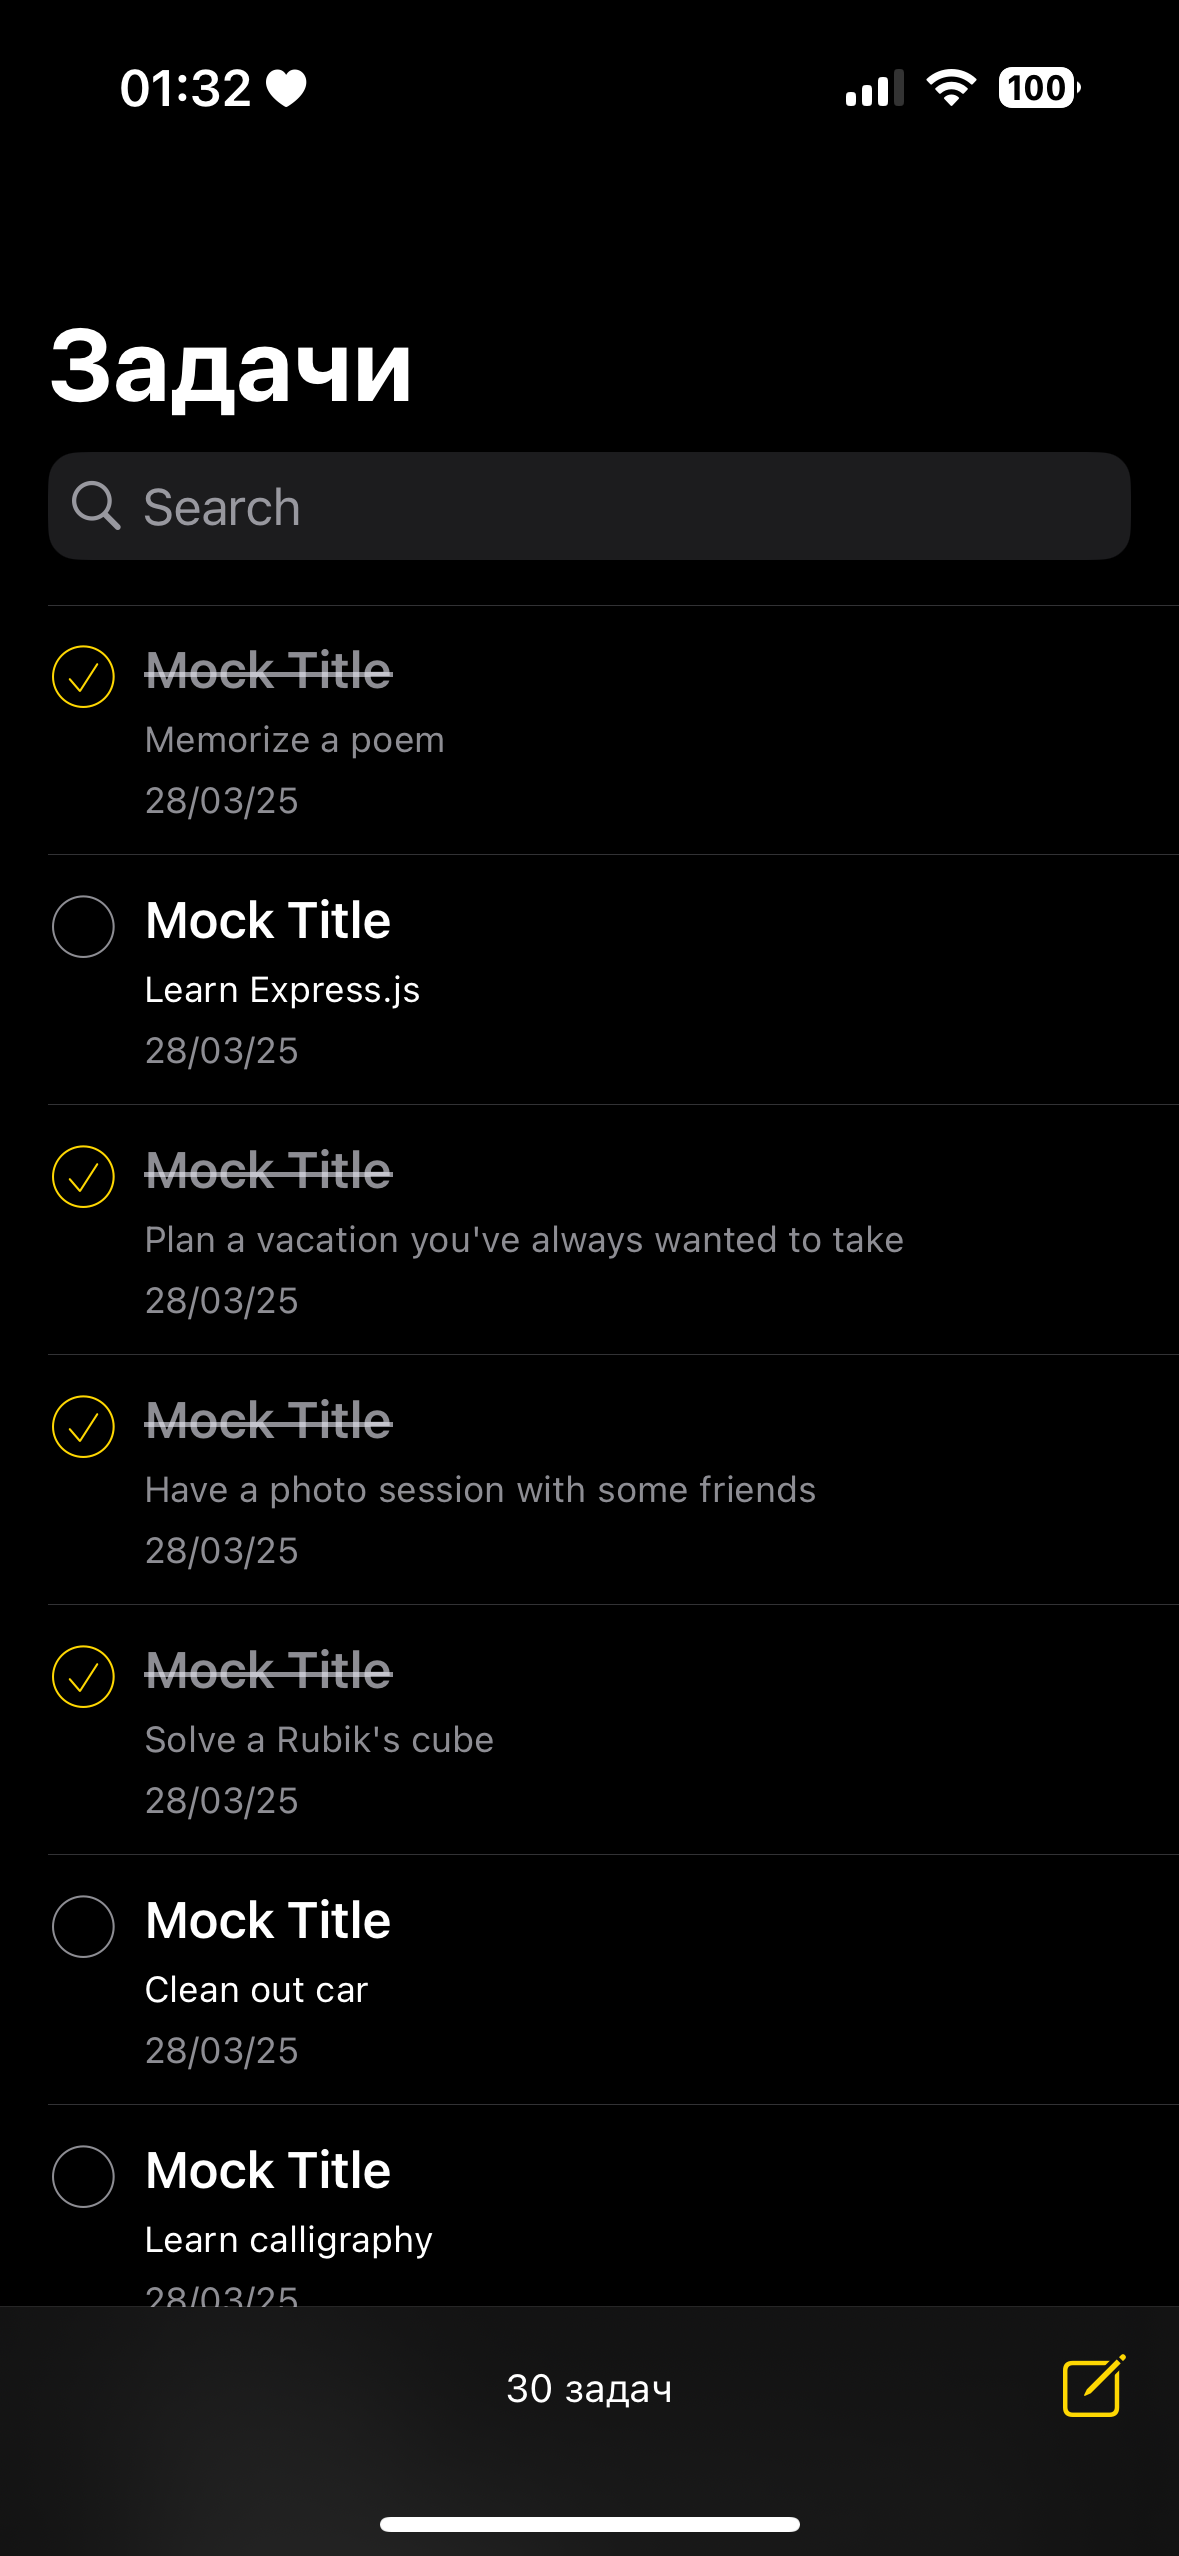 01:32
100
Задачи
Search
Mock Title
Memorize a poem
28/03/25
Mock Title
Learn Express.js
28/03/25
Mock Title
Plan a vacation you've always wanted to take
28/03/25
Mock Title
Have a photo session with some friends
28/03/25
Mock Title
Solve a Rubik's cube
28/03/25
Mock Title
Clean out car
28/03/25
Mock Title
Learn calligraphy
28/03/25
30 задач